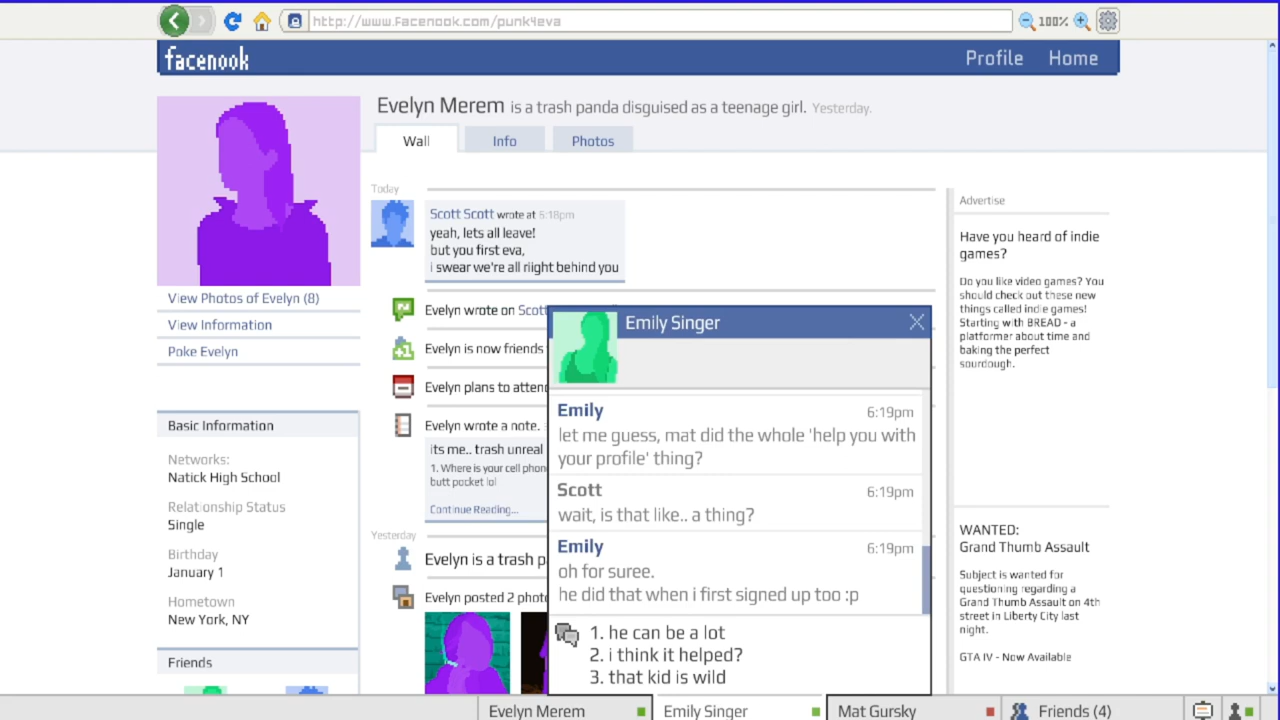 http://www.Facenook.com/punk4eva
100%
facenook
Profile Home
Evelyn Merem is a trash panda disguised as a teenage girl. Yesterday.
Wall Info Photos
Today
Scott Scott wrote at 5:18pm
yeah, lets all leave!
but you first eva,
i swear we're all riight behind you
Evelyn wrote on Scott
Evelyn is now friends
Evelyn plans to attend
Evelyn wrote a note.
its me.. trash unreal
1. Where is your cell phon
butt pocket lol
Continue Reading...
Yesterday
Evelyn is a trash p
Evelyn posted 2 phot
View Photos of Evelyn (8)
View Information
Poke Evelyn
Basic Information
Networks:
Natick High School
Relationship Status
Single
Birthday
January 1
Hometown
New York, NY
Friends
Emily Singer
Emily 6:19pm
let me guess, mat did the whole 'help you with
your profile' thing?
Scott 6:19pm
wait, is that like.. a thing?
Emily 6:19pm
oh for suree.
he did that when i first signed up too :p
1. he can be a lot
2. i think it helped?
3. that kid is wild
Advertise
Have you heard of indie
games?
Do you like video games? You
should check out these new
things called indie games!
Starting with BREAD - a
platformer about time and
baking the perfect
sourdough.
WANTED:
Grand Thumb Assault
Subject is wanted for
questioning regarding a
Grand Thumb Assault on 4th
street in Liberty City last
night.
GTA IV - Now Available
Evelyn Merem
Emily Singer
Mat Gursky
Friends (4)